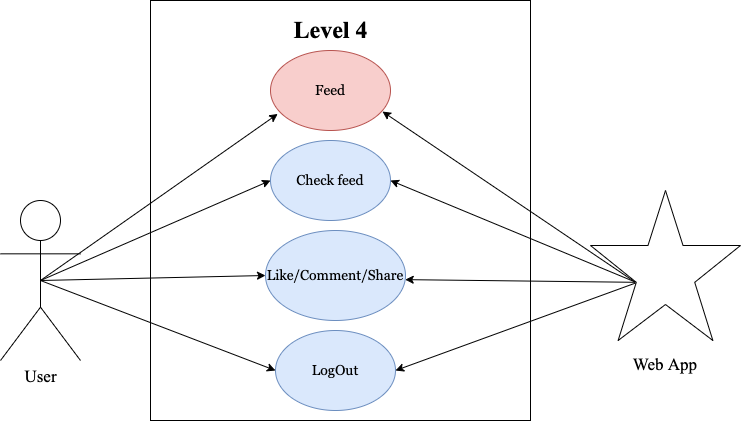 Level 4
Feed
Check feed
Like/Comment/Share
LogOut
User
Web App